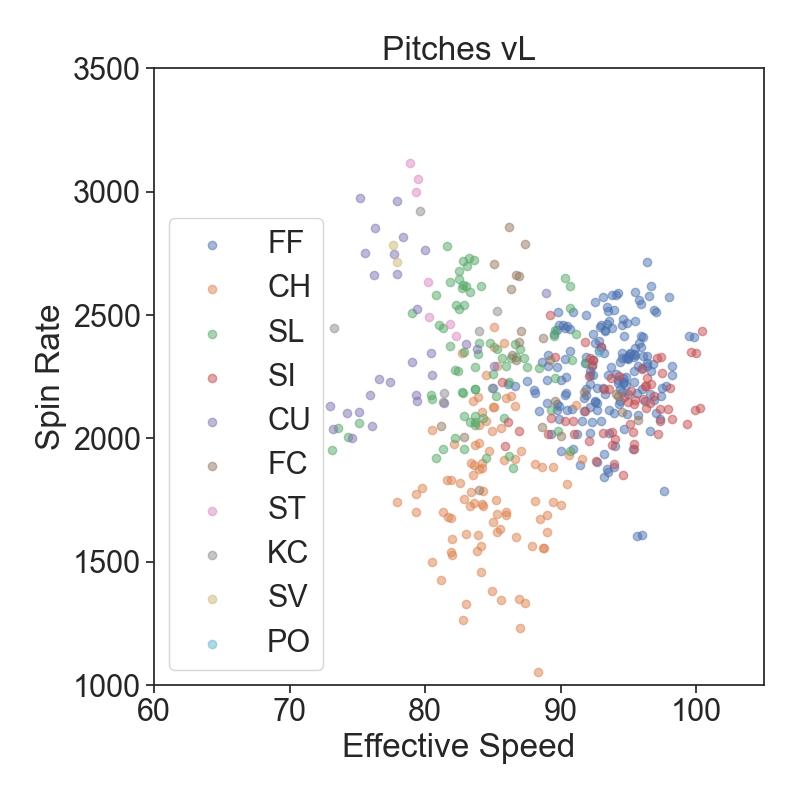 Pitches vL
3500
3000
2500
2000
1500
1000
Spin Rate
FF
CH
SL
SI
CU
FC
ST
KC
SV
PO
60 70 80 90 100
Effective Speed